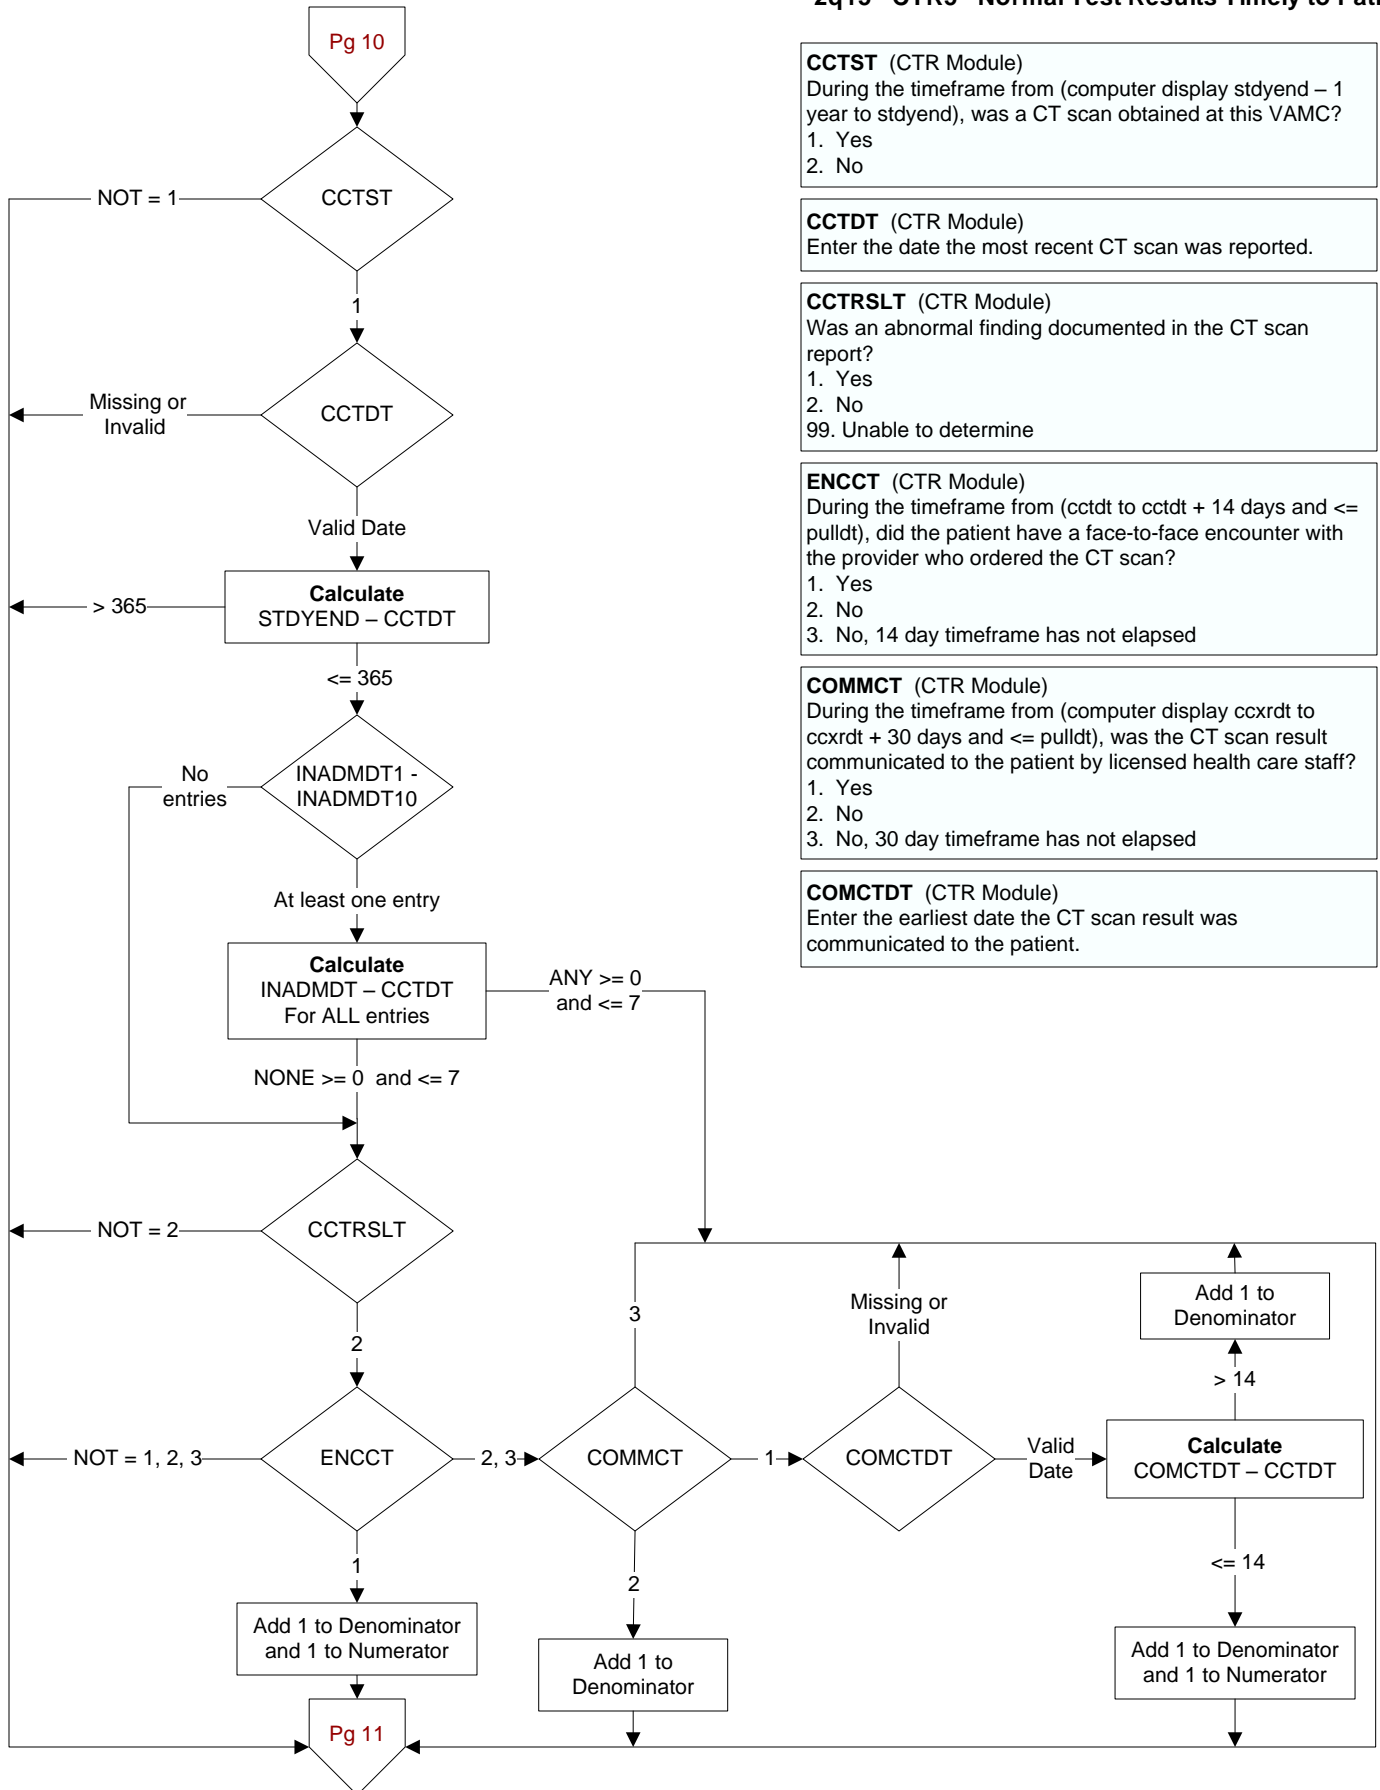 2q15 - CTR5 - Normal Test Results Timely to
Pg 10
CCTST (CTR Module)
During the timeframe from (computer display stdyend – 1
year to stdyend), was a CT scan obtained at this VAMC?
1. Yes
2. No
CCTDT (CTR Module)
Enter the date the most recent CT scan was reported.
CCTRSLT (CTR Module)
Was an abnormal finding documented in the CT scan
report?
1. Yes
2. No
99. Unable to determine
ENCCT (CTR Module)
During the timeframe from (cctdt to cctdt + 14 days and <=
pulldt), did the patient have a face-to-face encounter with
the provider who ordered the CT scan?
1. Yes
2. No
3. No, 14 day timeframe has not elapsed
COMMCT (CTR Module)
During the timeframe from (computer display ccxrdt to
ccxrdt + 30 days and <= pulldt), was the CT scan result
communicated to the patient by licensed health care staff?
1. Yes
2. No
3. No, 30 day timeframe has not elapsed
COMCTDT (CTR Module)
Enter the earliest date the CT scan result was
communicated to the patient.
NOT = 1
CCTST
1
Missing or
Invalid
CCTDT
Valid Date
> 365
Calculate
STDYEND – CCTDT
<= 365
No
entries
INADMDT1 -
INADMDT10
At least one entry
Calculate
INADMDT – CCTDT
For ALL entries
ANY >= 0
and <= 7
NONE >= 0 and <= 7
NOT = 2
CCTRSLT
2
3
Missing or
Invalid
Add 1 to
Denominator
> 14
NOT = 1, 2, 3
ENCCT
2, 3
COMMCT
1
COMCTDT
Valid
Date
Calculate
COMCTDT – CCTDT
1
2
<= 14
Add 1 to Denominator
and 1 to Numerator
Add 1 to
Denominator
Add 1 to Denominator
and 1 to Numerator
Pg 11